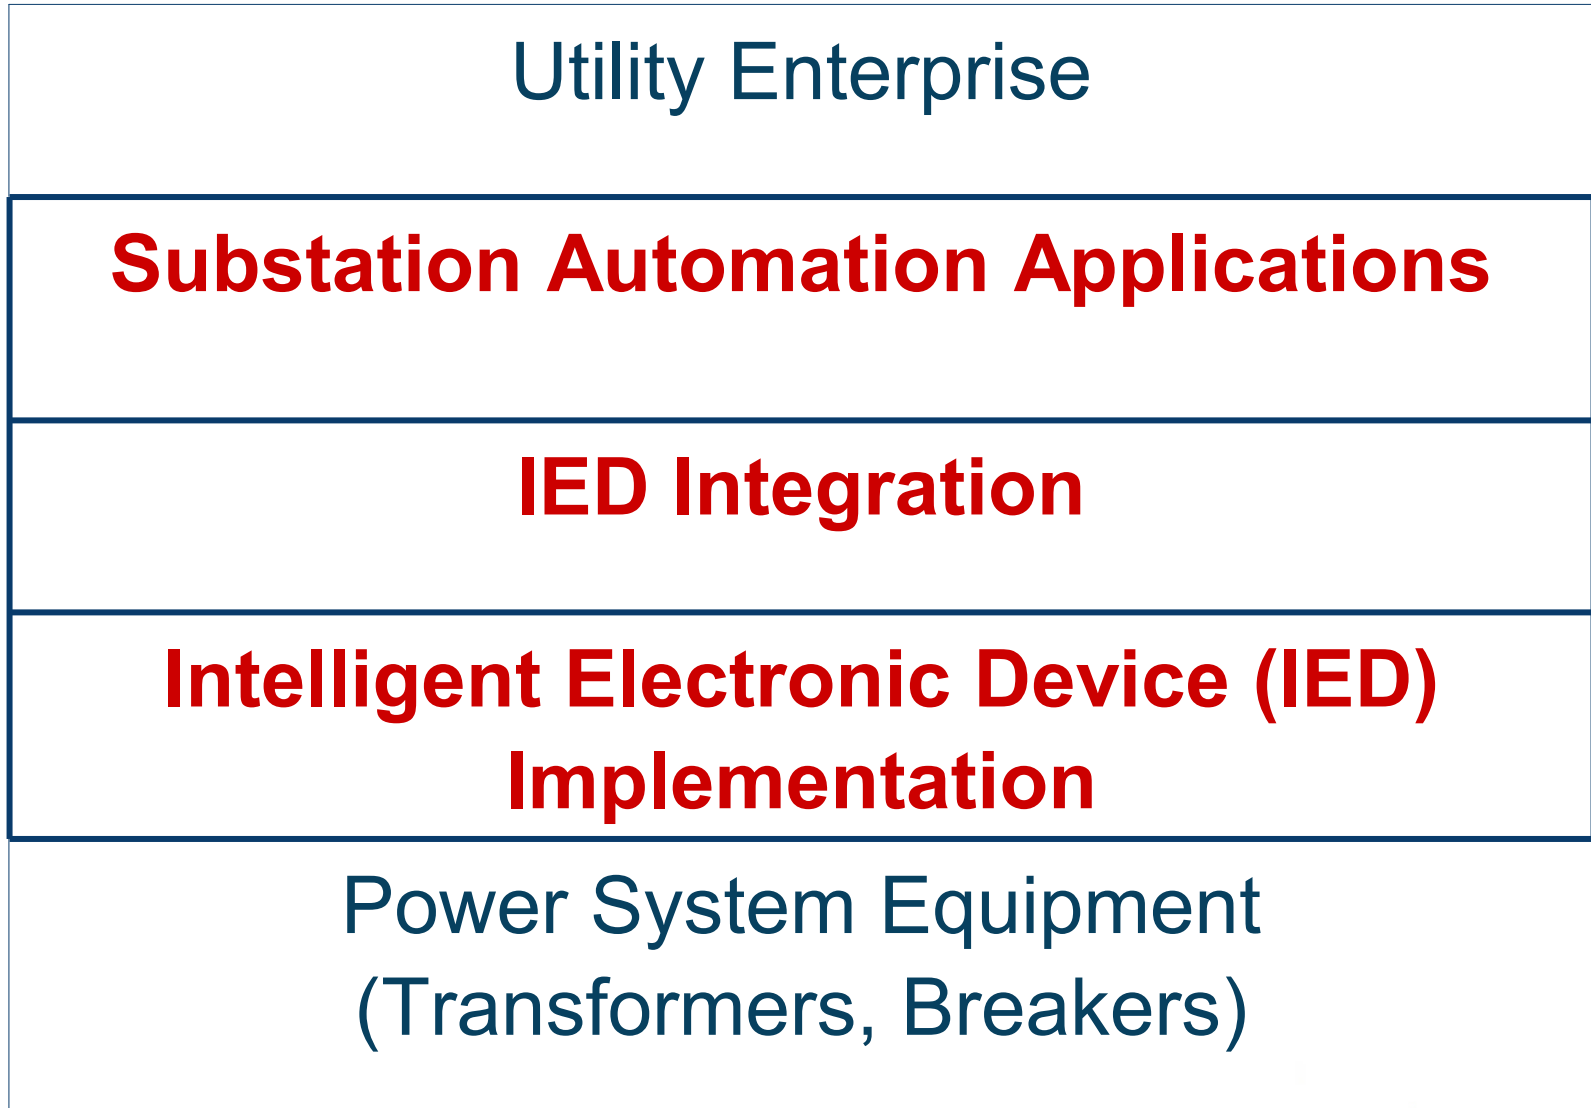 Utility Enterprise
Substation Automation Applications
IED Integration
Intelligent Electronic Device (IED)
Implementation
Power System Equipment
(Transformers, Breakers)